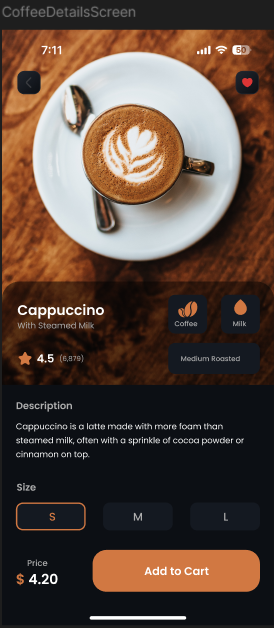 CoffeeDetailsScreen
7:11
50
Cappuccino
With Steamed Milk
Coffee
Milk
4.5 (6,879)
Medium Roasted
Description
Cappuccino is a latte made with more foam than
steamed milk, often with a sprinkle of cocoa powder or
cinnamon on top.
Size
S
M
L
Price
$ 4.20
Add to Cart